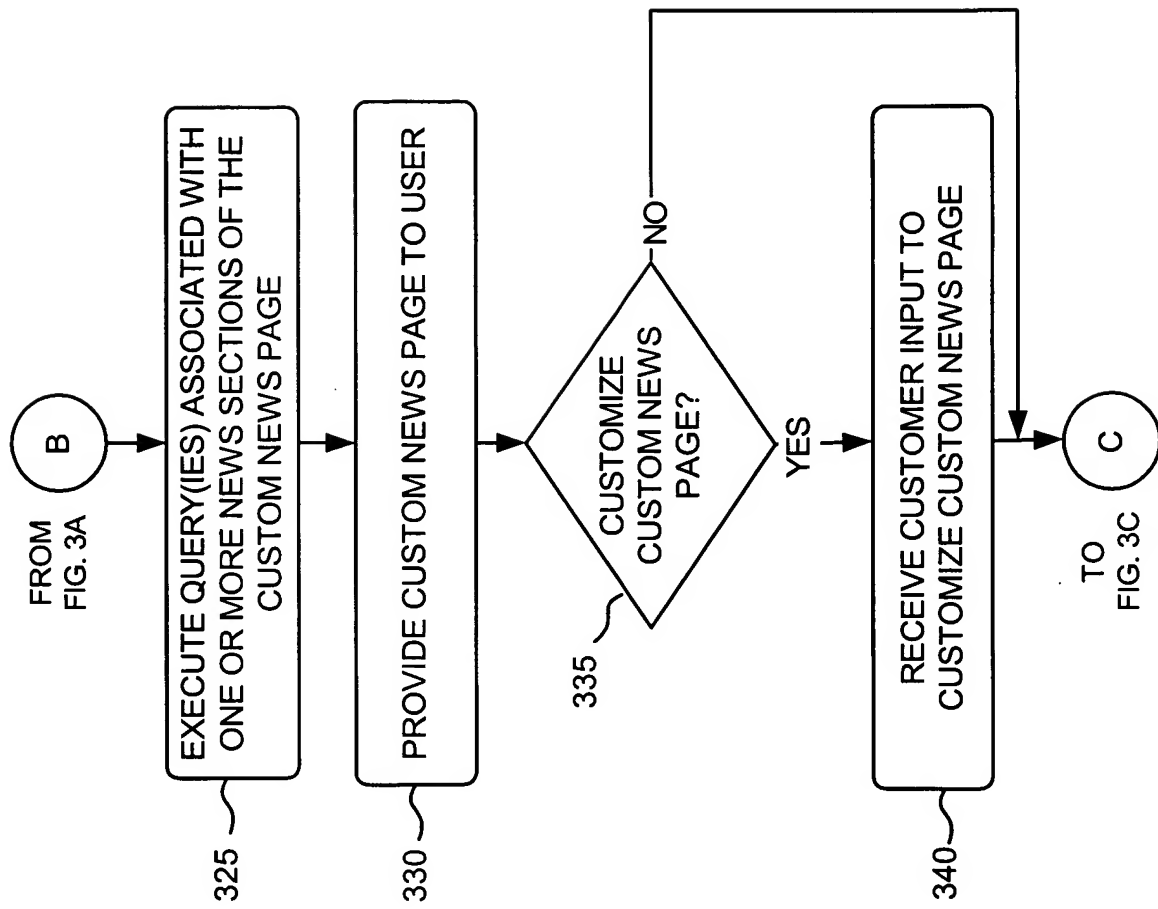 FROM
FIG. 3A
B
EXECUTE QUERY(IES) ASSOCIATED WITH
ONE OR MORE NEWS SECTIONS OF THE
CUSTOM NEWS PAGE
325
PROVIDE CUSTOM NEWS PAGE TO USER
330
CUSTOMIZE
CUSTOM NEWS
PAGE?
335
NO
YES
RECEIVE CUSTOMER INPUT TO
CUSTOMIZE CUSTOM NEWS PAGE
340
TO
FIG. 3C
C